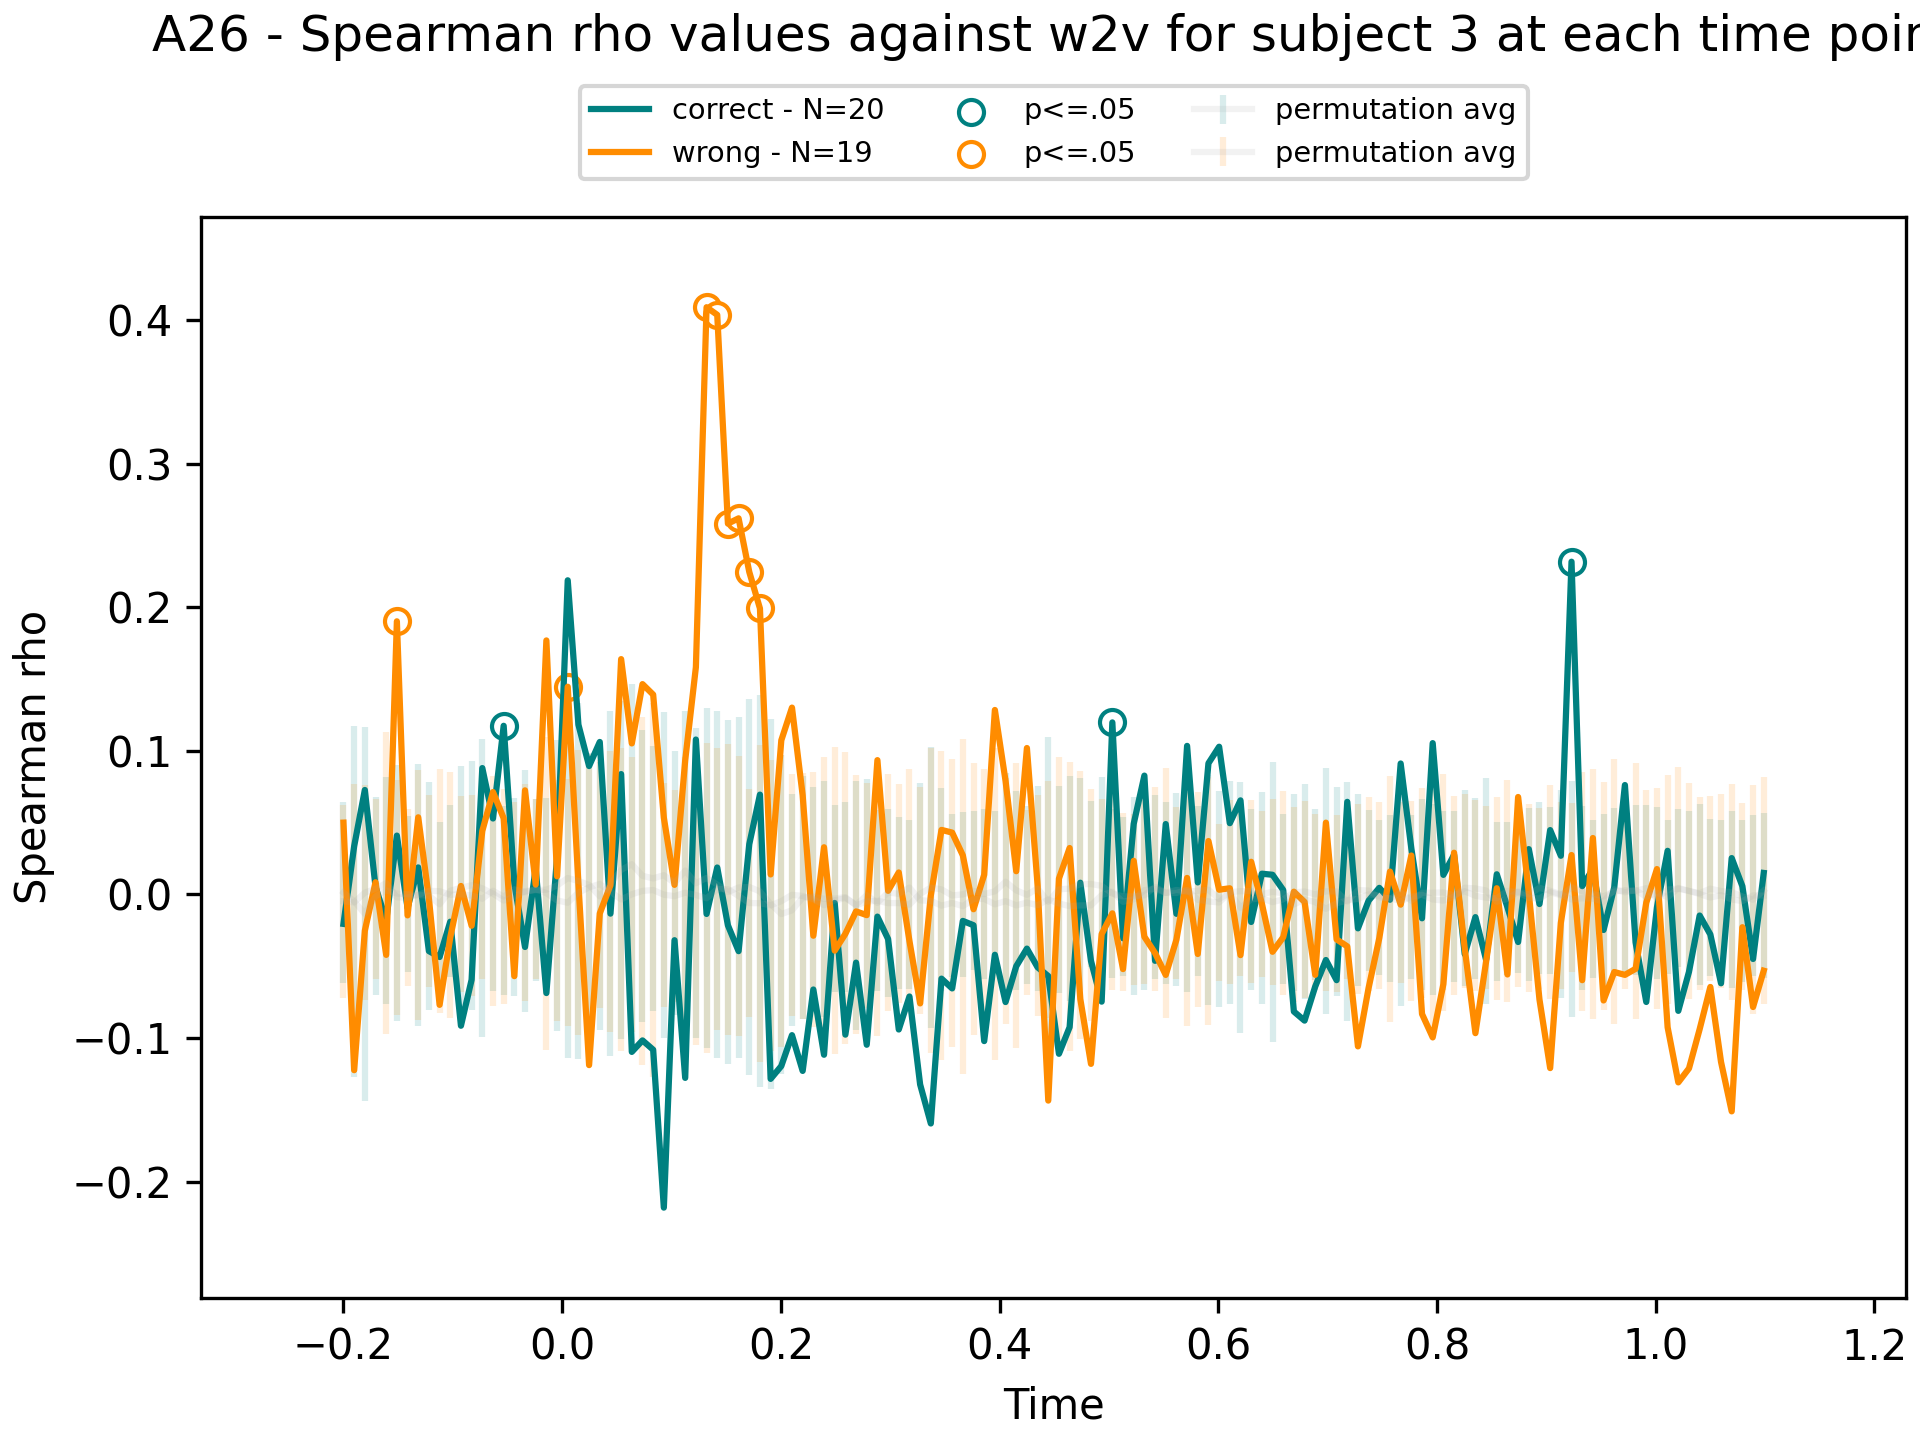 A26 - Spearman rho values against w2v for subject 3 at each time
correct - N=20
p<=.05
permutation avg
wrong - N=19
p<=.05
permutation avg
Spearman rho
0.4
0.3
0.2
0.1
0.0
−0.1
−0.2
−0.2 0.0 0.2 0.4 0.6 0.8 1.0 1.2
Time